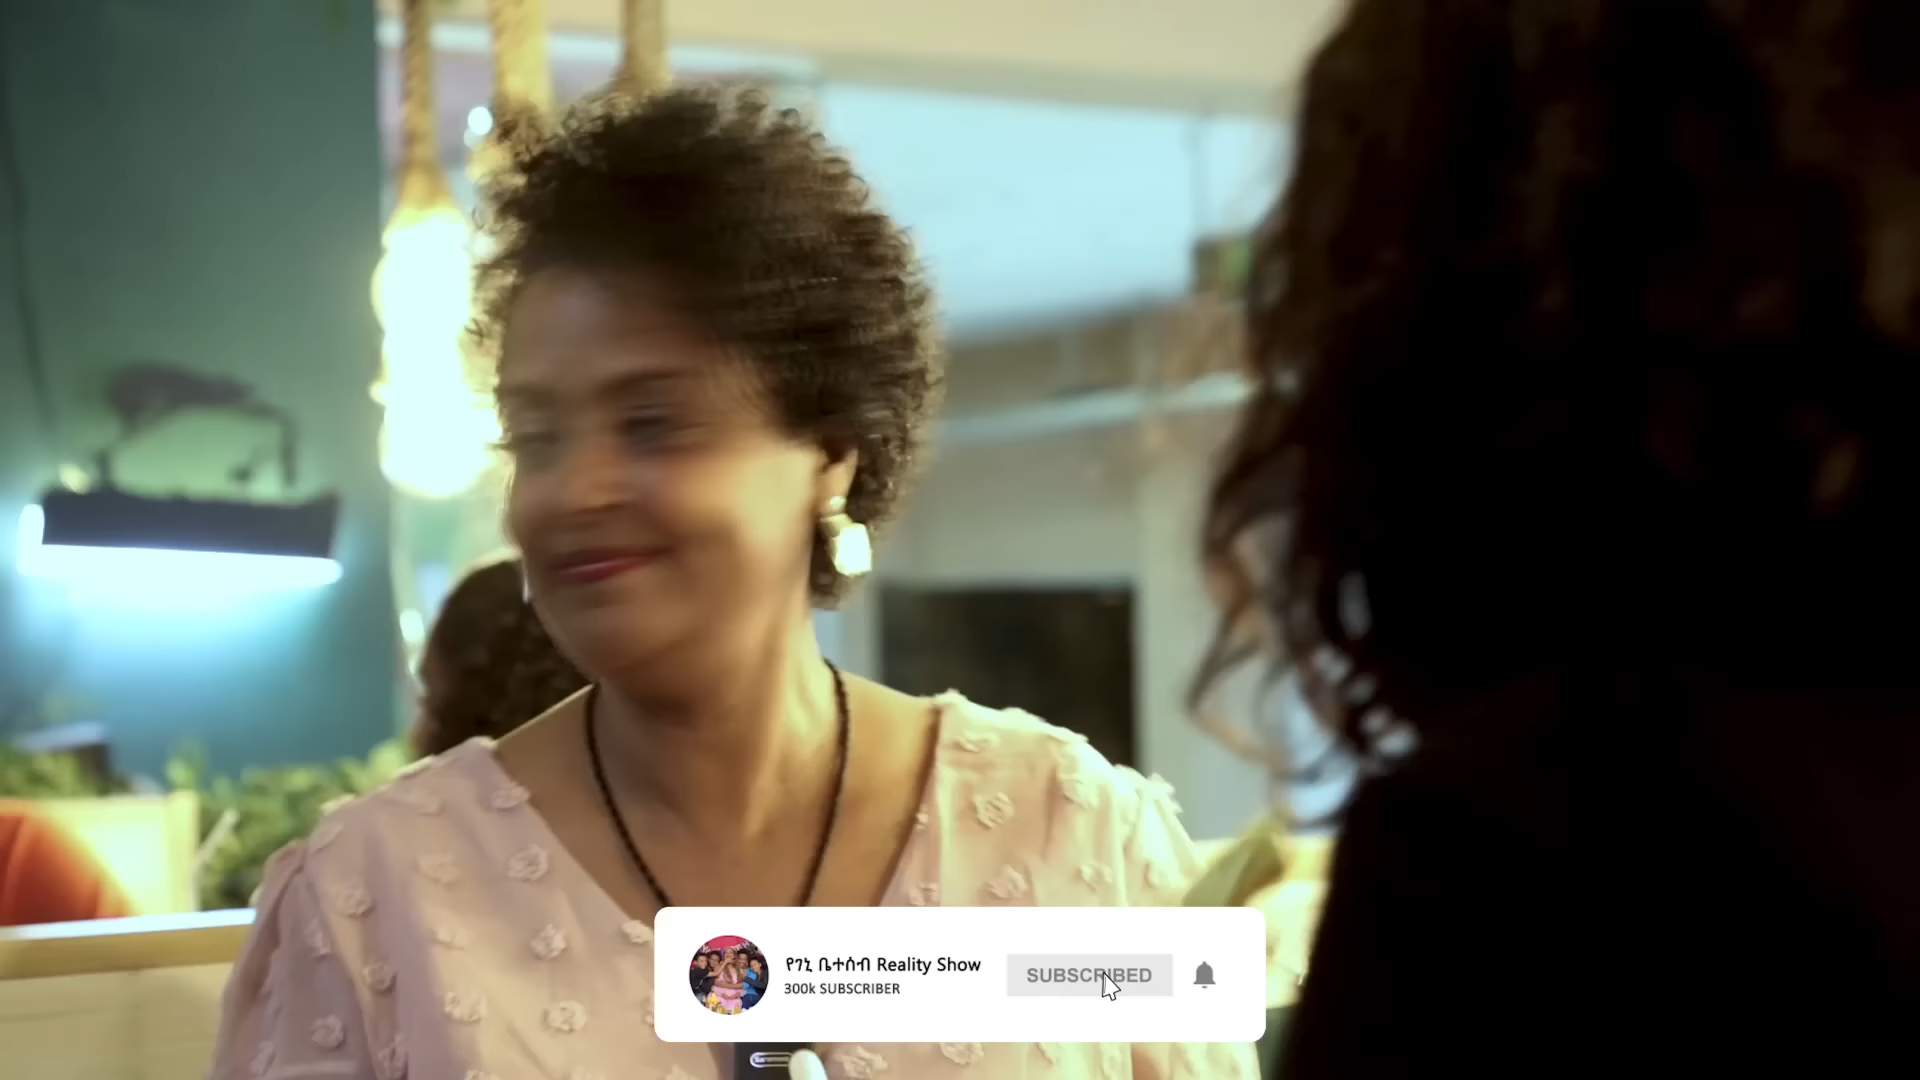 የገኒ ቤተሰብ Reality Show
300k SUBSCRIBER
SUBSCRIBED